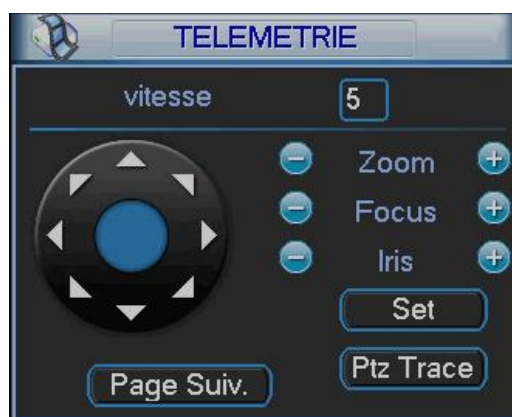 TELEMETRIE
vitesse 5
Zoom
Focus
Iris
Set
Ptz Trace
Page Suiv.